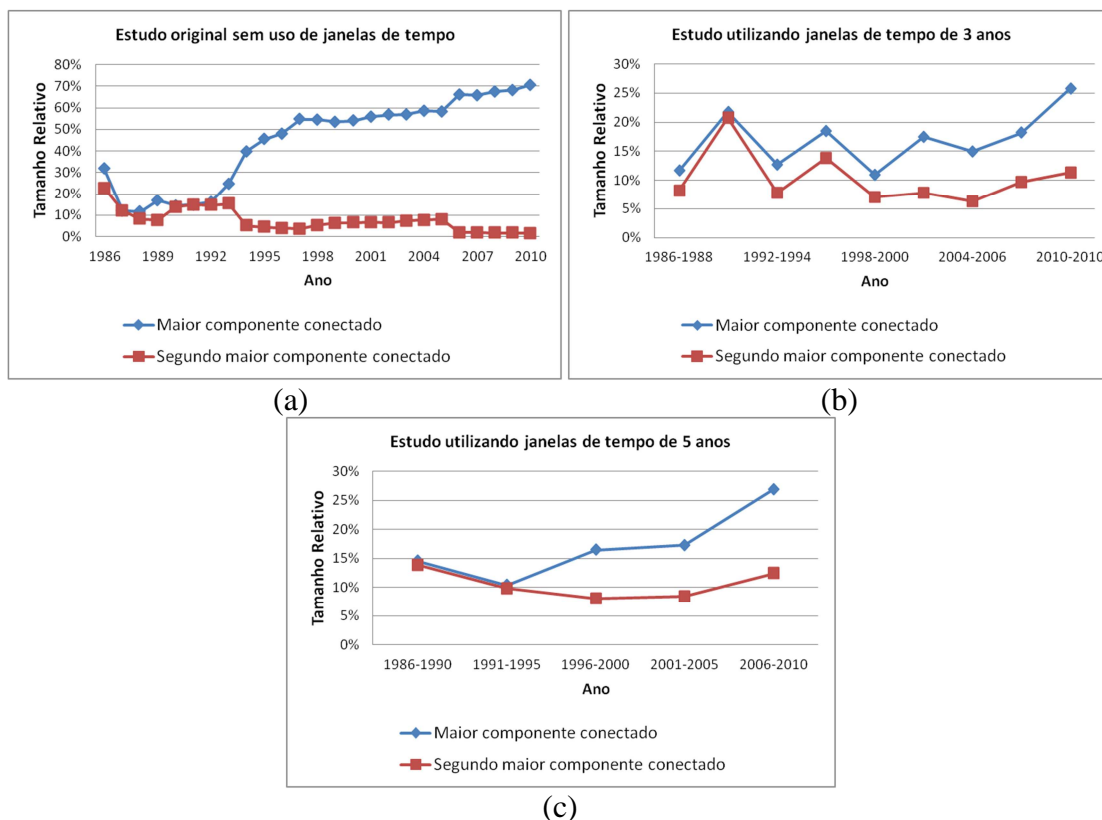 Estudo original sem uso de janelas de tempo
80%
70%
60%
50%
40%
30%
20%
10%
0%
Tamanho Relativo
1986 1989 1992 1995 1998 2001 2004 2007 2010
Ano
Maior componente conectado
Segundo maior componente conectado
(a)
Estudo utilizando janelas de tempo de 3 anos
30%
25%
20%
15%
10%
5%
0%
Tamanho Relativo
1986-1988 1992-1994 1998-2000 2004-2006 2010-2010
Ano
Maior componente conectado
Segundo maior componente conectado
(b)
Estudo utilizando janelas de tempo de 5 anos
30%
25%
20%
15%
10%
5%
0%
Tamanho Relativo
1986-1990 1991-1995 1996-2000 2001-2005 2006-2010
Ano
Maior componente conectado
Segundo maior componente conectado
(c)